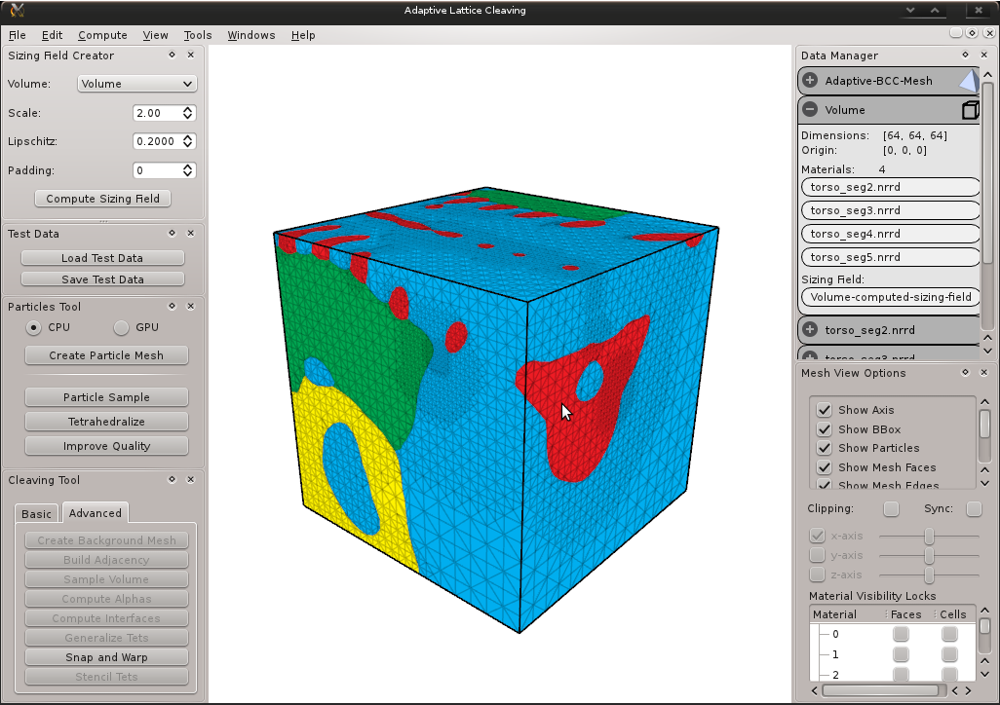 Adaptive Lattice Cleaving
File Edit Compute View Tools Windows Help
Sizing Field Creator
Volume: Volume
Scale: 2.00
Lipschitz: 0.2000
Padding: 0
Compute Sizing Field
Test Data
Load Test Data
Save Test Data
Particles Tool
CPU GPU
Create Particle Mesh
Particle Sample
Tetrahedralize
Improve Quality
Cleaving Tool
Basic Advanced
Create Background Mesh
Build Adjacency
Sample Volume
Compute Alphas
Compute Interfaces
Generalize Tets
Snap and Warp
Stencil Tets
Data Manager
Adaptive-BCC-Mesh
Volume
Dimensions: [64, 64, 64]
Origin: [0, 0, 0]
Materials: 4
torso_seg2.nrrd
torso_seg3.nrrd
torso_seg4.nrrd
torso_seg5.nrrd
Sizing Field:
Volume-computed-sizing-field
torso_seg2.nrrd
torso_seg3.nrrd
Mesh View Options
Show Axis
Show BBox
Show Particles
Show Mesh Faces
Show Mesh Edges
Clipping: Sync:
x-axis
y-axis
z-axis
Material Visibility Locks
Material Faces Cells
0
1
2